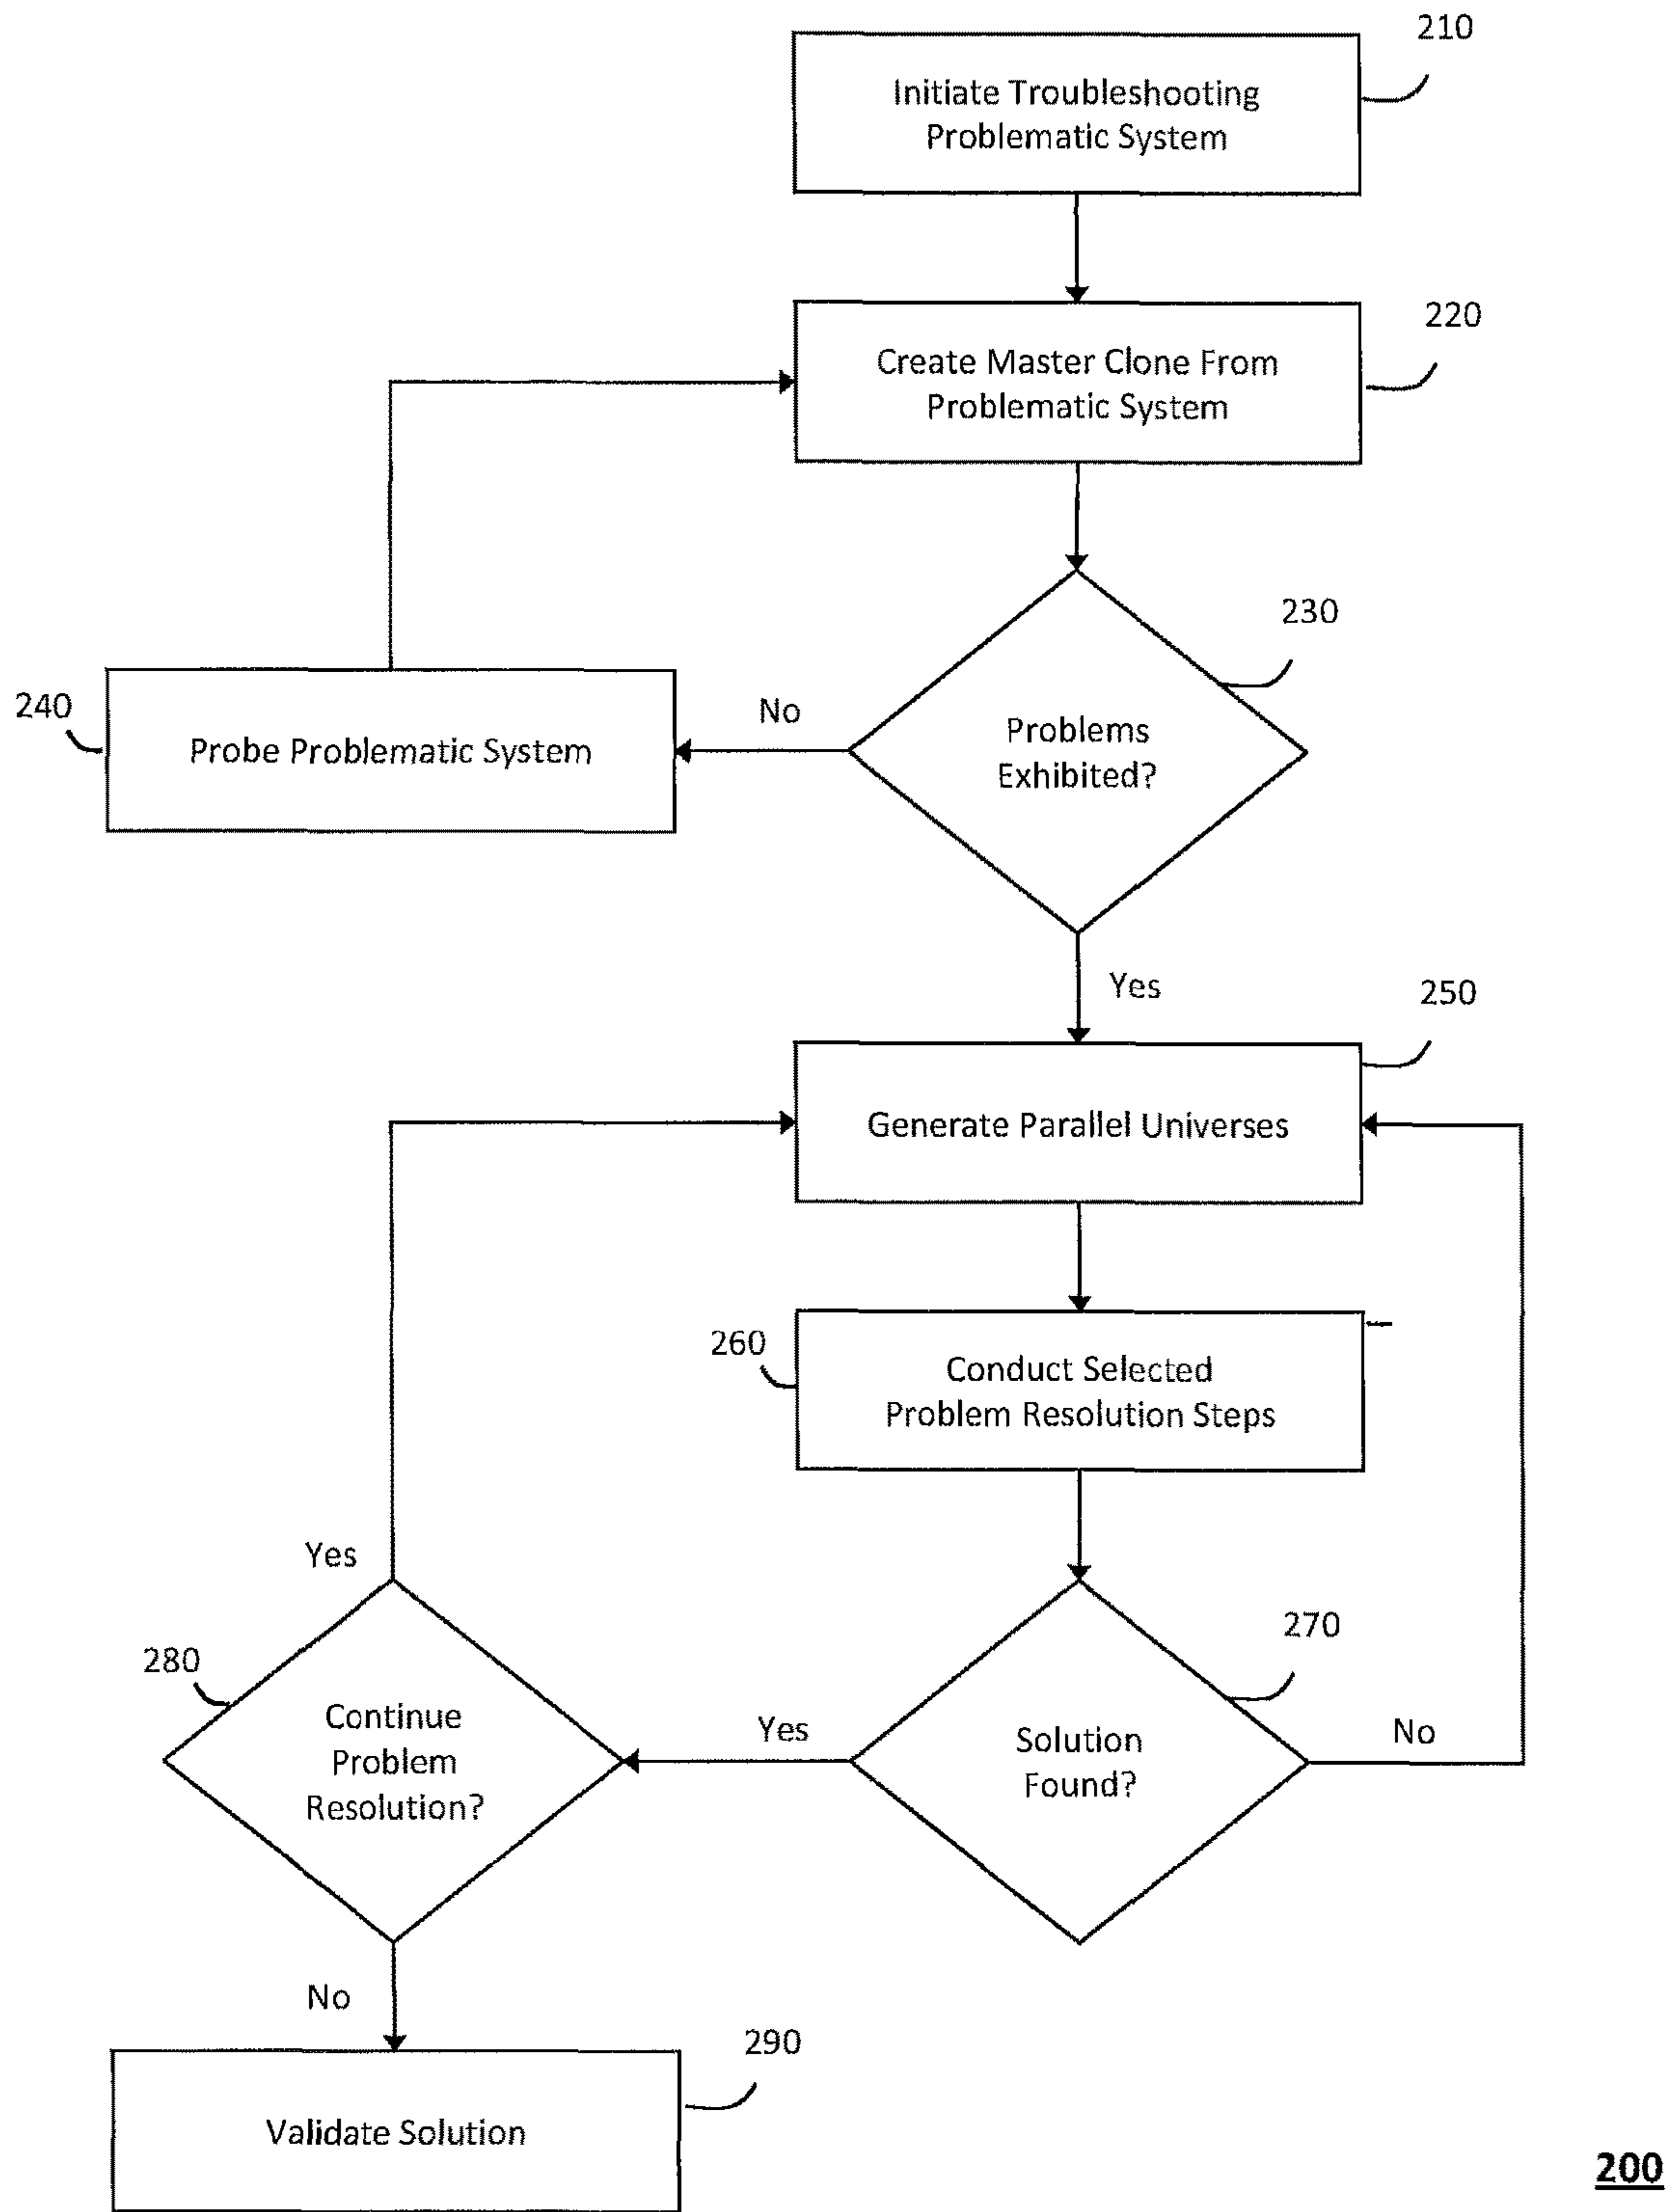 210
Initiate Troubleshooting
Problematic System
220
Create Master Clone From
Problematic System
230
Problems
Exhibited?
No
240
Probe Problematic System
Yes
250
Generate Parallel Universes
260
Conduct Selected
Problem Resolution Steps
270
Solution
Found?
No
Yes
280
Continue
Problem
Resolution?
Yes
No
290
Validate Solution
200